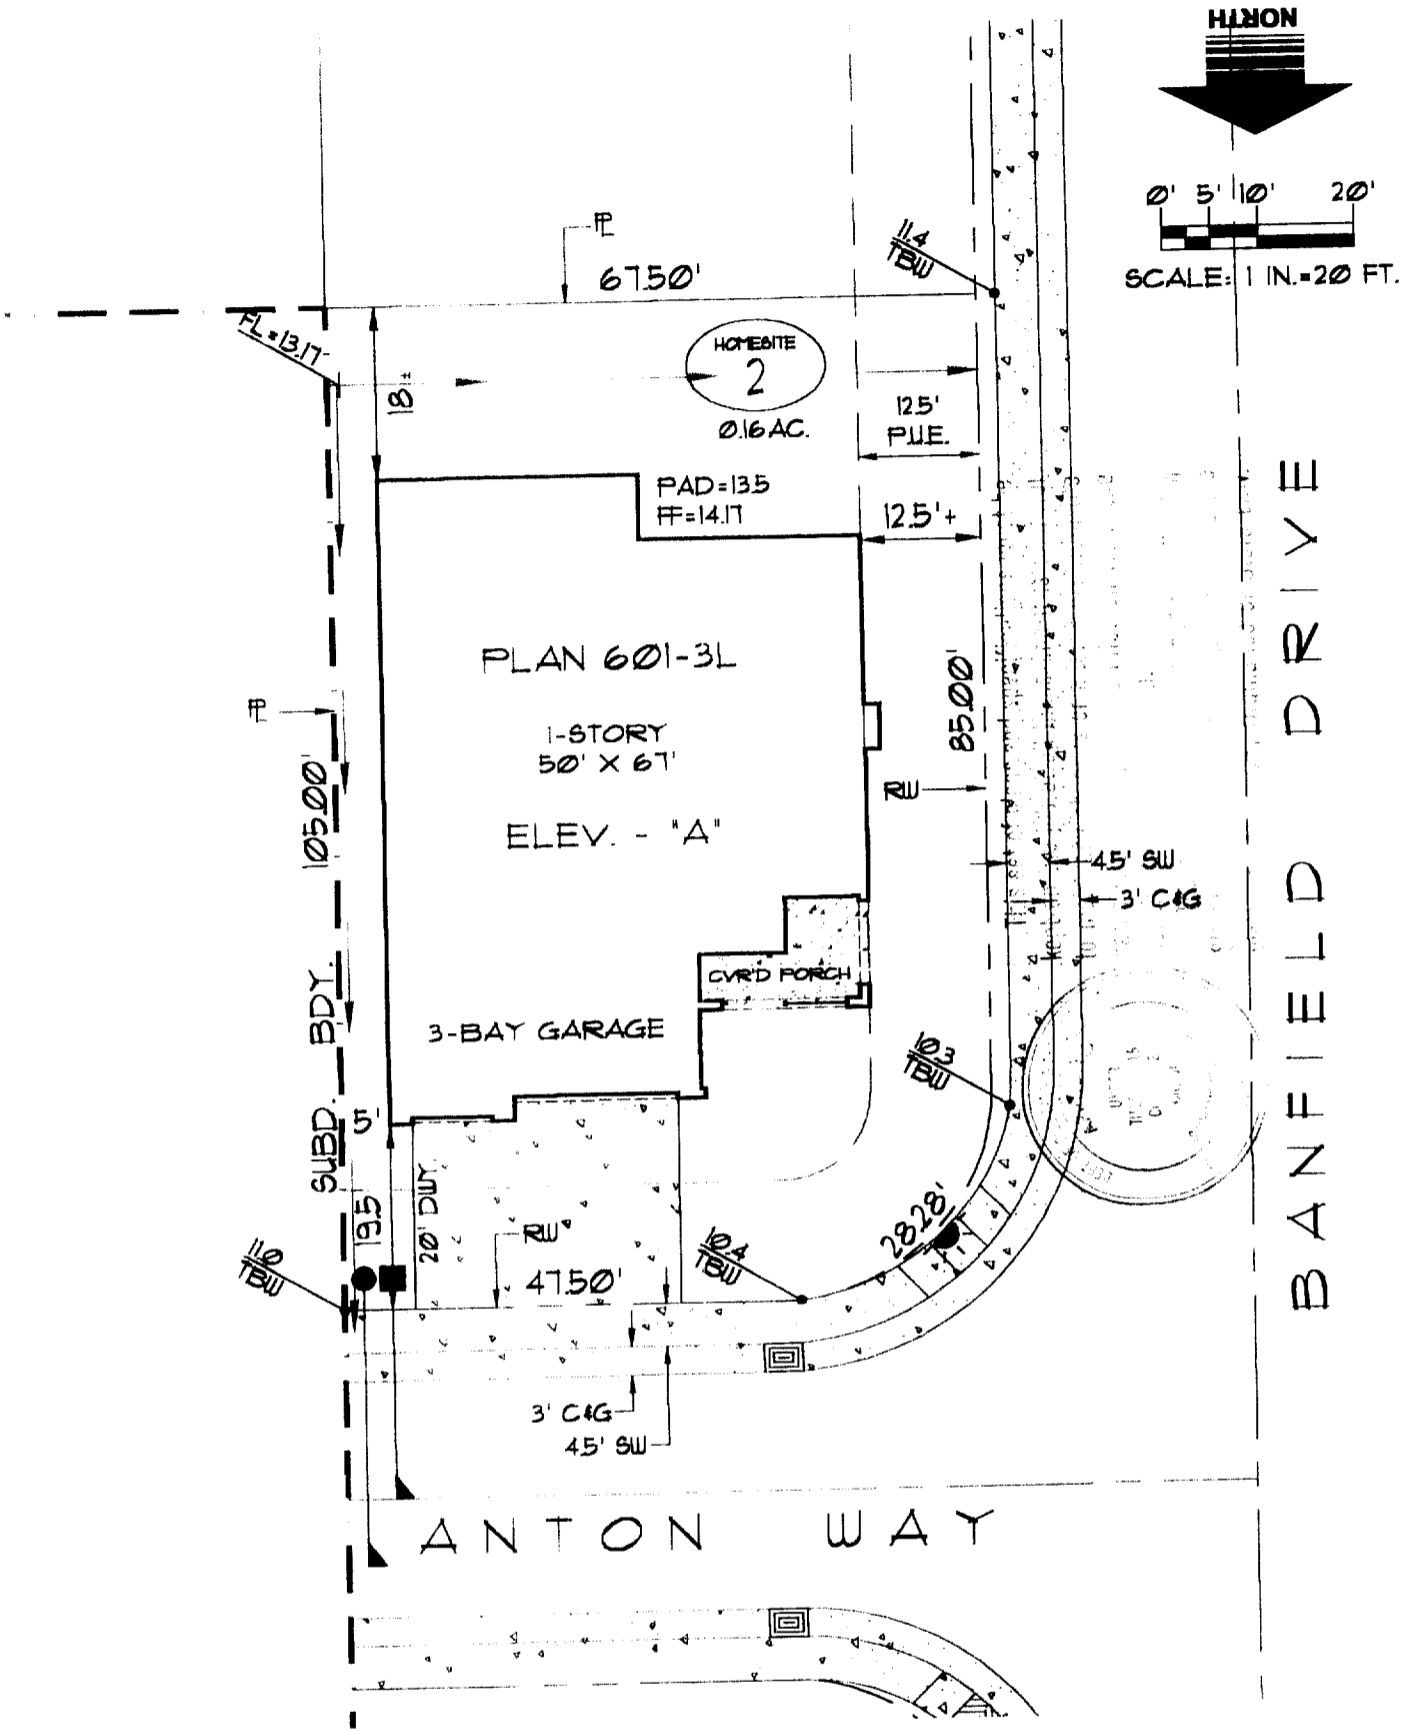 NORTH
0' 5' 10' 20'
SCALE: 1 IN.=20 FT.
PL
67.50'
11.4
TBW
FL=13.17
HOMESITE
2
0.16 AC.
18'±
12.5'
P.U.E.
PAD=13.5
FF=14.17
12.5'+
PLAN 601-3L
1-STORY
50' X 67'
ELEV. - "A"
PL
105.00'
SUBD. BDY.
85.00'
RW
4.5' SW
3' C&G
BANFIELD DRIVE
CVR'D PORCH
3-BAY GARAGE
10.3
TBW
5'
19.5
20' DWY.
RW
47.50'
11.0
TBW
10.4
TBW
28.28'
3' C&G
4.5' SW
ANTON WAY